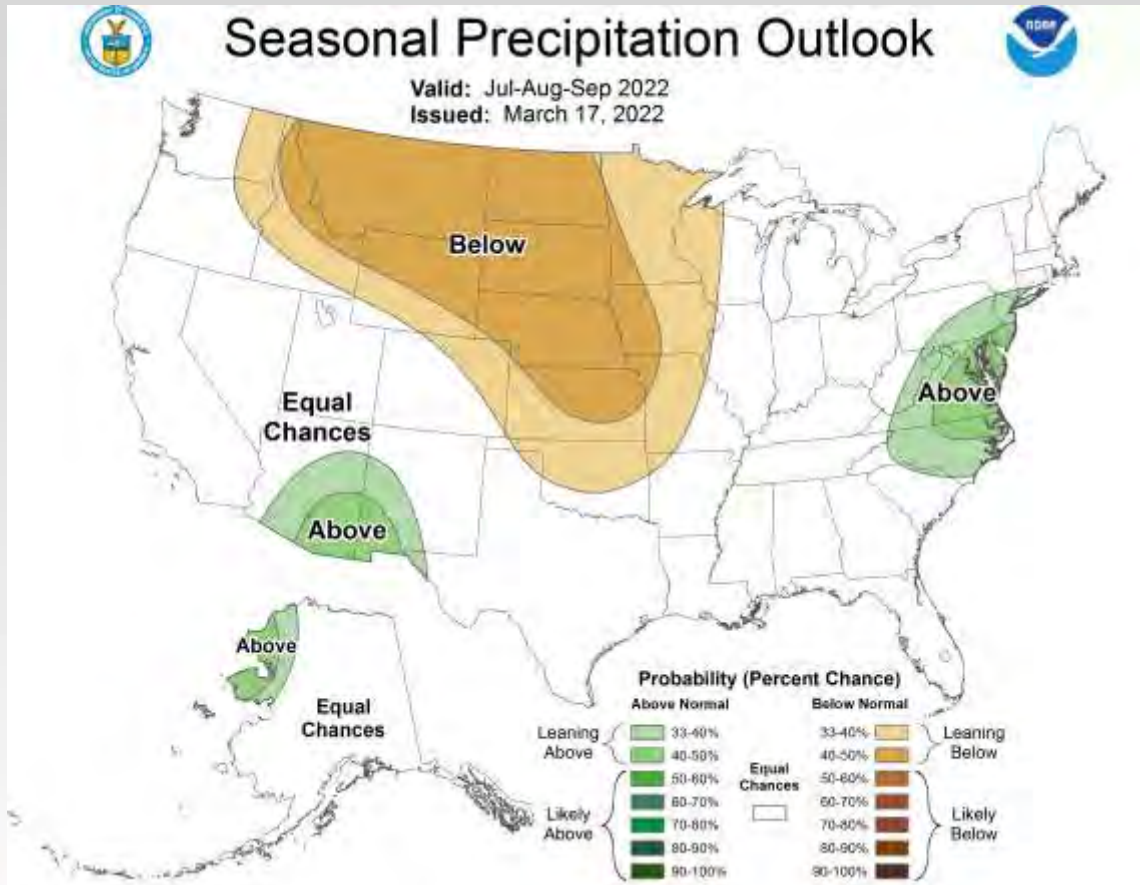 Seasonal Precipitation Outlook
noaa
Valid: Jul-Aug-Sep 2022
Issued: March 17, 2022
Below
Equal
Chances
Above
Above
Above
Equal
Chances
Probability (Percent Chance)
Above Normal
Below Normal
Leaning
Above
33-40%
40-50%
50-60%
60-70%
70-80%
80-90%
90-100%
Likely
Above
Equal
Chances
33-40%
40-50%
50-60%
60-70%
70-80%
80-90%
90-100%
Leaning
Below
Likely
Below